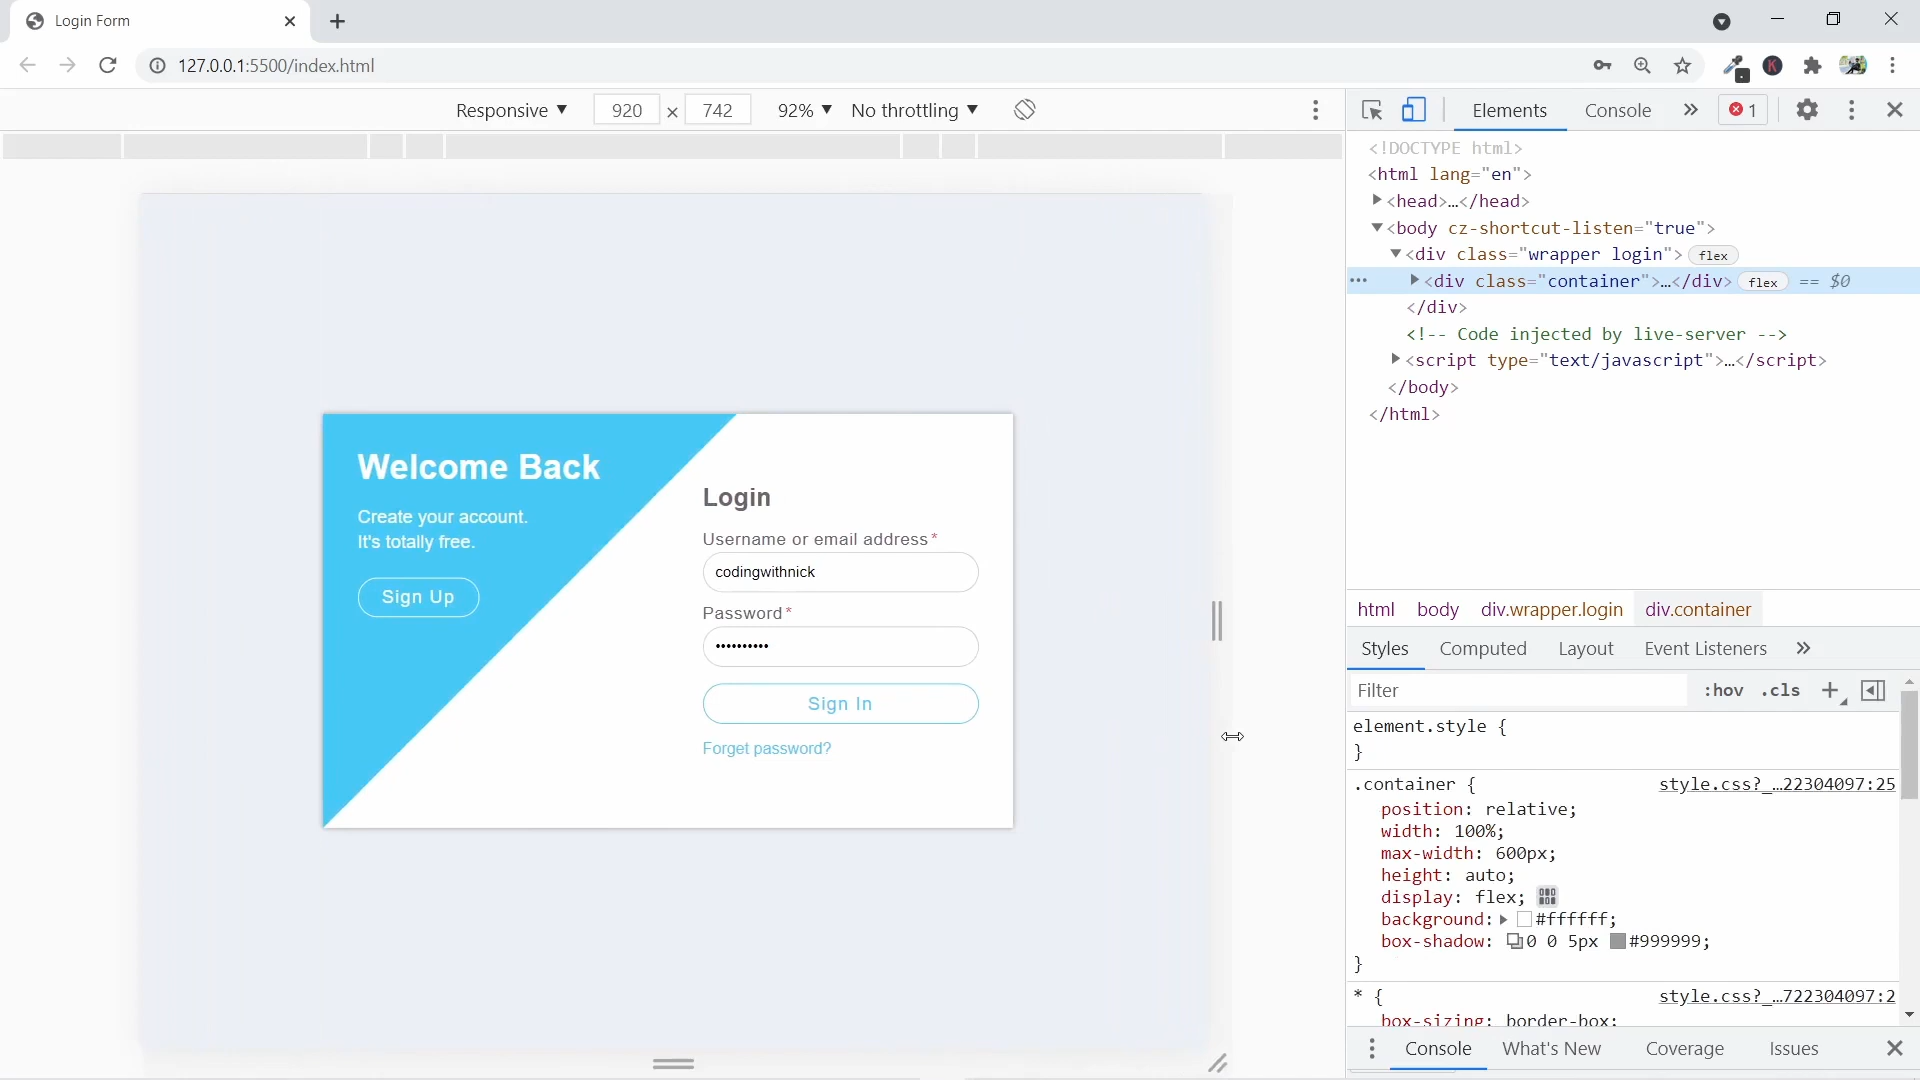 Login Form
127.0.0.1:5500/index.html
Responsive 920 × 742 92% No throttling
Elements Console » 1
<!DOCTYPE html>
<html lang="en">
<head>…</head>
<body cz-shortcut-listen="true">
<div class="wrapper login"> flex
<div class="container">…</div> flex == $0
</div>
<!-- Code injected by live-server -->
<script type="text/javascript">…</script>
</body>
</html>
Welcome Back
Create your account.
It's totally free.
Sign Up
Login
Username or email address*
codingwithnick
Password*
••••••••••
Sign In
Forget password?
html body div.wrapper.login div.container
Styles Computed Layout Event Listeners »
Filter :hov .cls +
element.style {
}
.container { style.css?_…22304097:25
position: relative;
width: 100%;
max-width: 600px;
height: auto;
display: flex;
background: #ffffff;
box-shadow: 0 0 5px #999999;
}
* { style.css?_…722304097:2
box-sizing: border-box;
Console What's New Coverage Issues